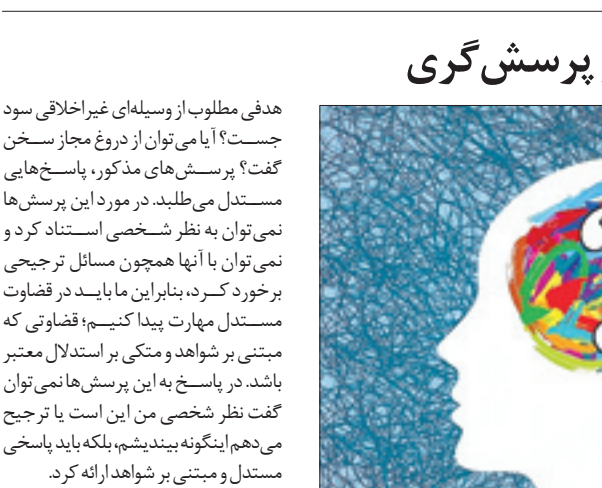 پرسش‌گری
هدفی مطلوب از وسیله‌ای غیراخلاقی سود
جست؟ آیا می‌توان از دروغ مجاز سخن
گفت؟ پرسش‌های مذکور، پاسخ‌هایی
مستدل می‌طلبد. در مورد این پرسش‌ها
نمی‌توان به نظر شخصی استناد کرد و
نمی‌توان با آنها همچون مسائل ترجیحی
برخورد کرد، بنابراین ما باید در قضاوت
مستدل مهارت پیدا کنیم؛ قضاوتی که
مبتنی بر شواهد و متکی بر استدلال معتبر
باشد. در پاسخ به این پرسش‌ها نمی‌توان
گفت نظر شخصی من این است یا ترجیح
می‌دهم اینگونه بیندیشم، بلکه باید پاسخی
مستدل و مبتنی بر شواهد ارائه کرد.